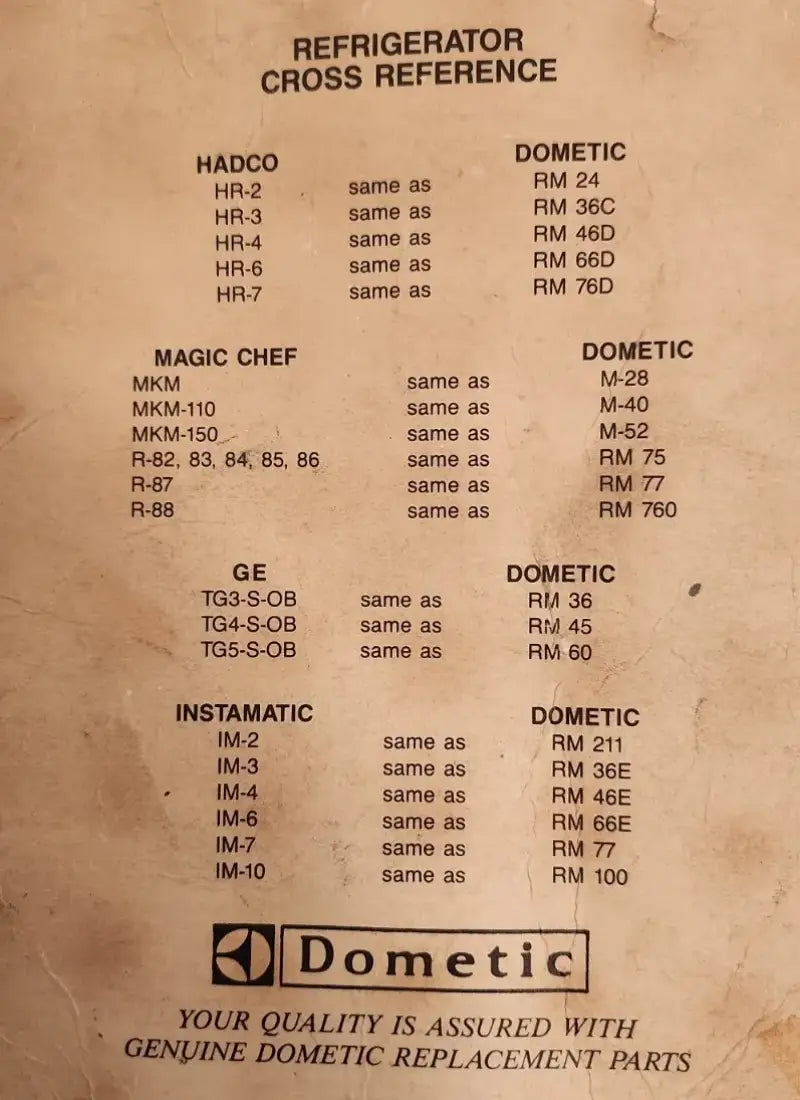 REFRIGERATOR
CROSS REFERENCE
HADCO DOMETIC
HR-2 same as RM 24
HR-3 same as RM 36C
HR-4 same as RM 46D
HR-6 same as RM 66D
HR-7 same as RM 76D
MAGIC CHEF DOMETIC
MKM same as M-28
MKM-110 same as M-40
MKM-150 same as M-52
R-82, 83, 84, 85, 86 same as RM 75
R-87 same as RM 77
R-88 same as RM 760
GE DOMETIC
TG3-S-OB same as RM 36
TG4-S-OB same as RM 45
TG5-S-OB same as RM 60
INSTAMATIC DOMETIC
IM-2 same as RM 211
IM-3 same as RM 36E
IM-4 same as RM 46E
IM-6 same as RM 66E
IM-7 same as RM 77
IM-10 same as RM 100
Dometic
YOUR QUALITY IS ASSURED WITH
GENUINE DOMETIC REPLACEMENT PARTS